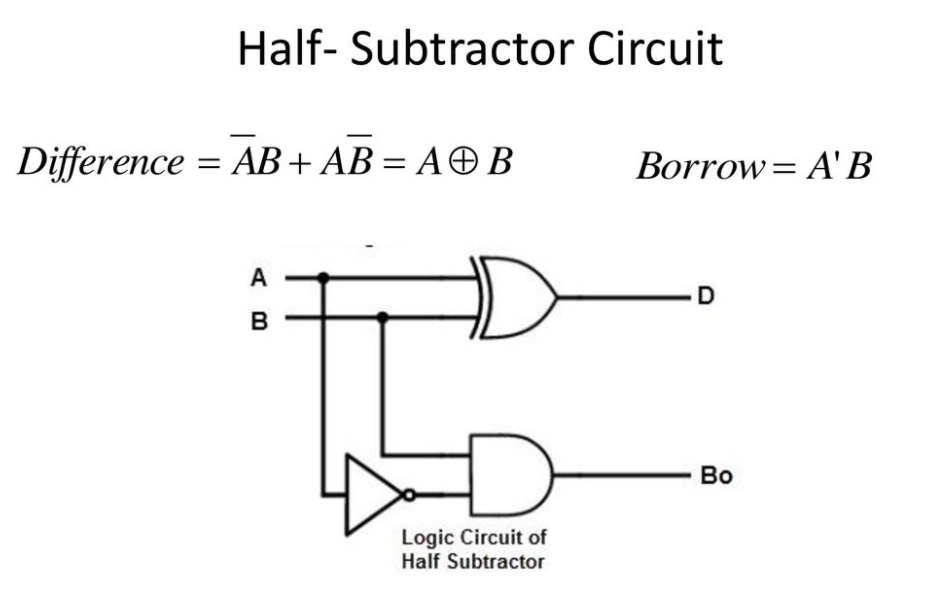 Half- Subtractor Circuit
Difference = A̅B + AB̅ = A ⊕ B
Borrow = A'B
A
D
B
Bo
Logic Circuit of
Half Subtractor